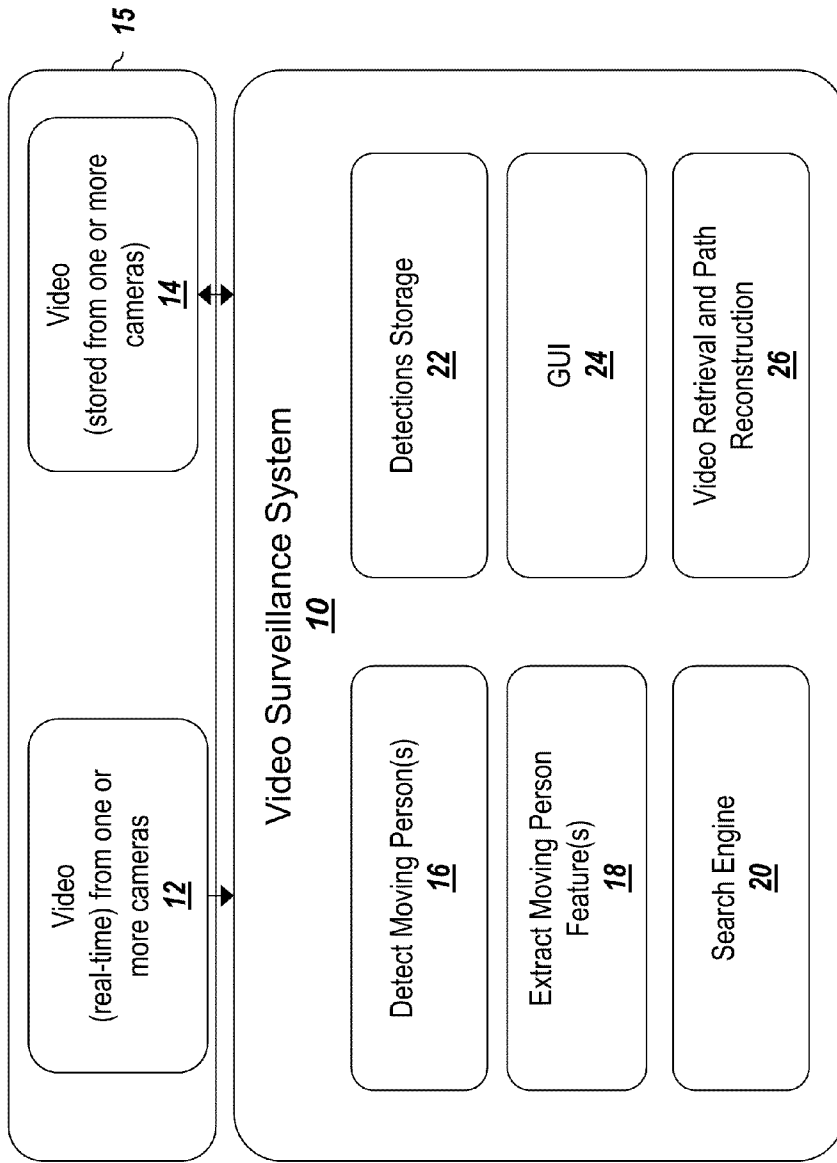 15
Video
(real-time) from one or
more cameras
12
Video
(stored from one or more
cameras)
14
Video Surveillance System
10
Detect Moving Person(s)
16
Extract Moving Person
Feature(s)
18
Search Engine
20
Detections Storage
22
GUI
24
Video Retrieval and Path
Reconstruction
26